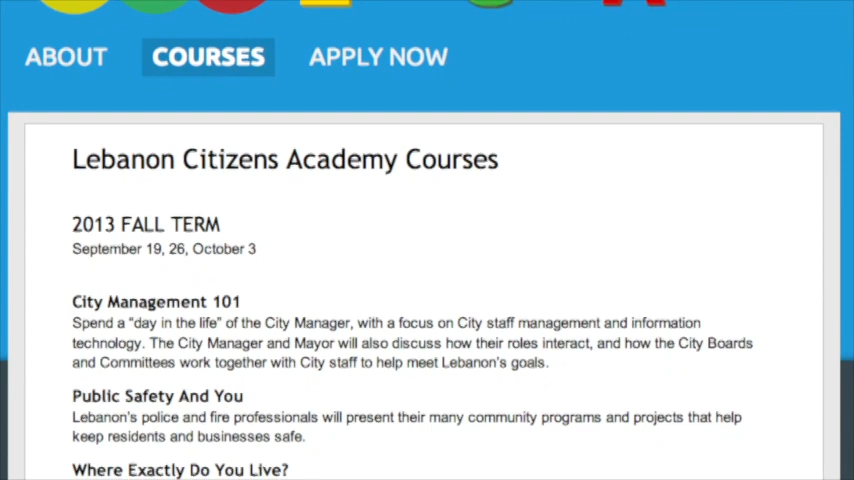 ABOUT COURSES APPLY NOW
Lebanon Citizens Academy Courses
2013 FALL TERM
September 19, 26, October 3
City Management 101
Spend a “day in the life” of the City Manager, with a focus on City staff management and information
technology. The City Manager and Mayor will also discuss how their roles interact, and how the City Boards
and Committees work together with City staff to help meet Lebanon’s goals.
Public Safety And You
Lebanon’s police and fire professionals will present their many community programs and projects that help
keep residents and businesses safe.
Where Exactly Do You Live?